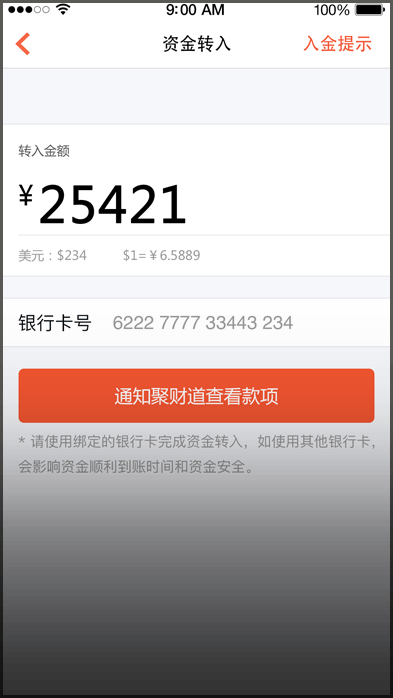 9:00 AM 100%
资金转入 入金提示
转入金额
¥25421
美元：$234 $1=￥6.5889
银行卡号 6222 7777 33443 234
通知聚财道查看款项
* 请使用绑定的银行卡完成资金转入，如使用其他银行卡，
会影响资金顺利到账时间和资金安全。